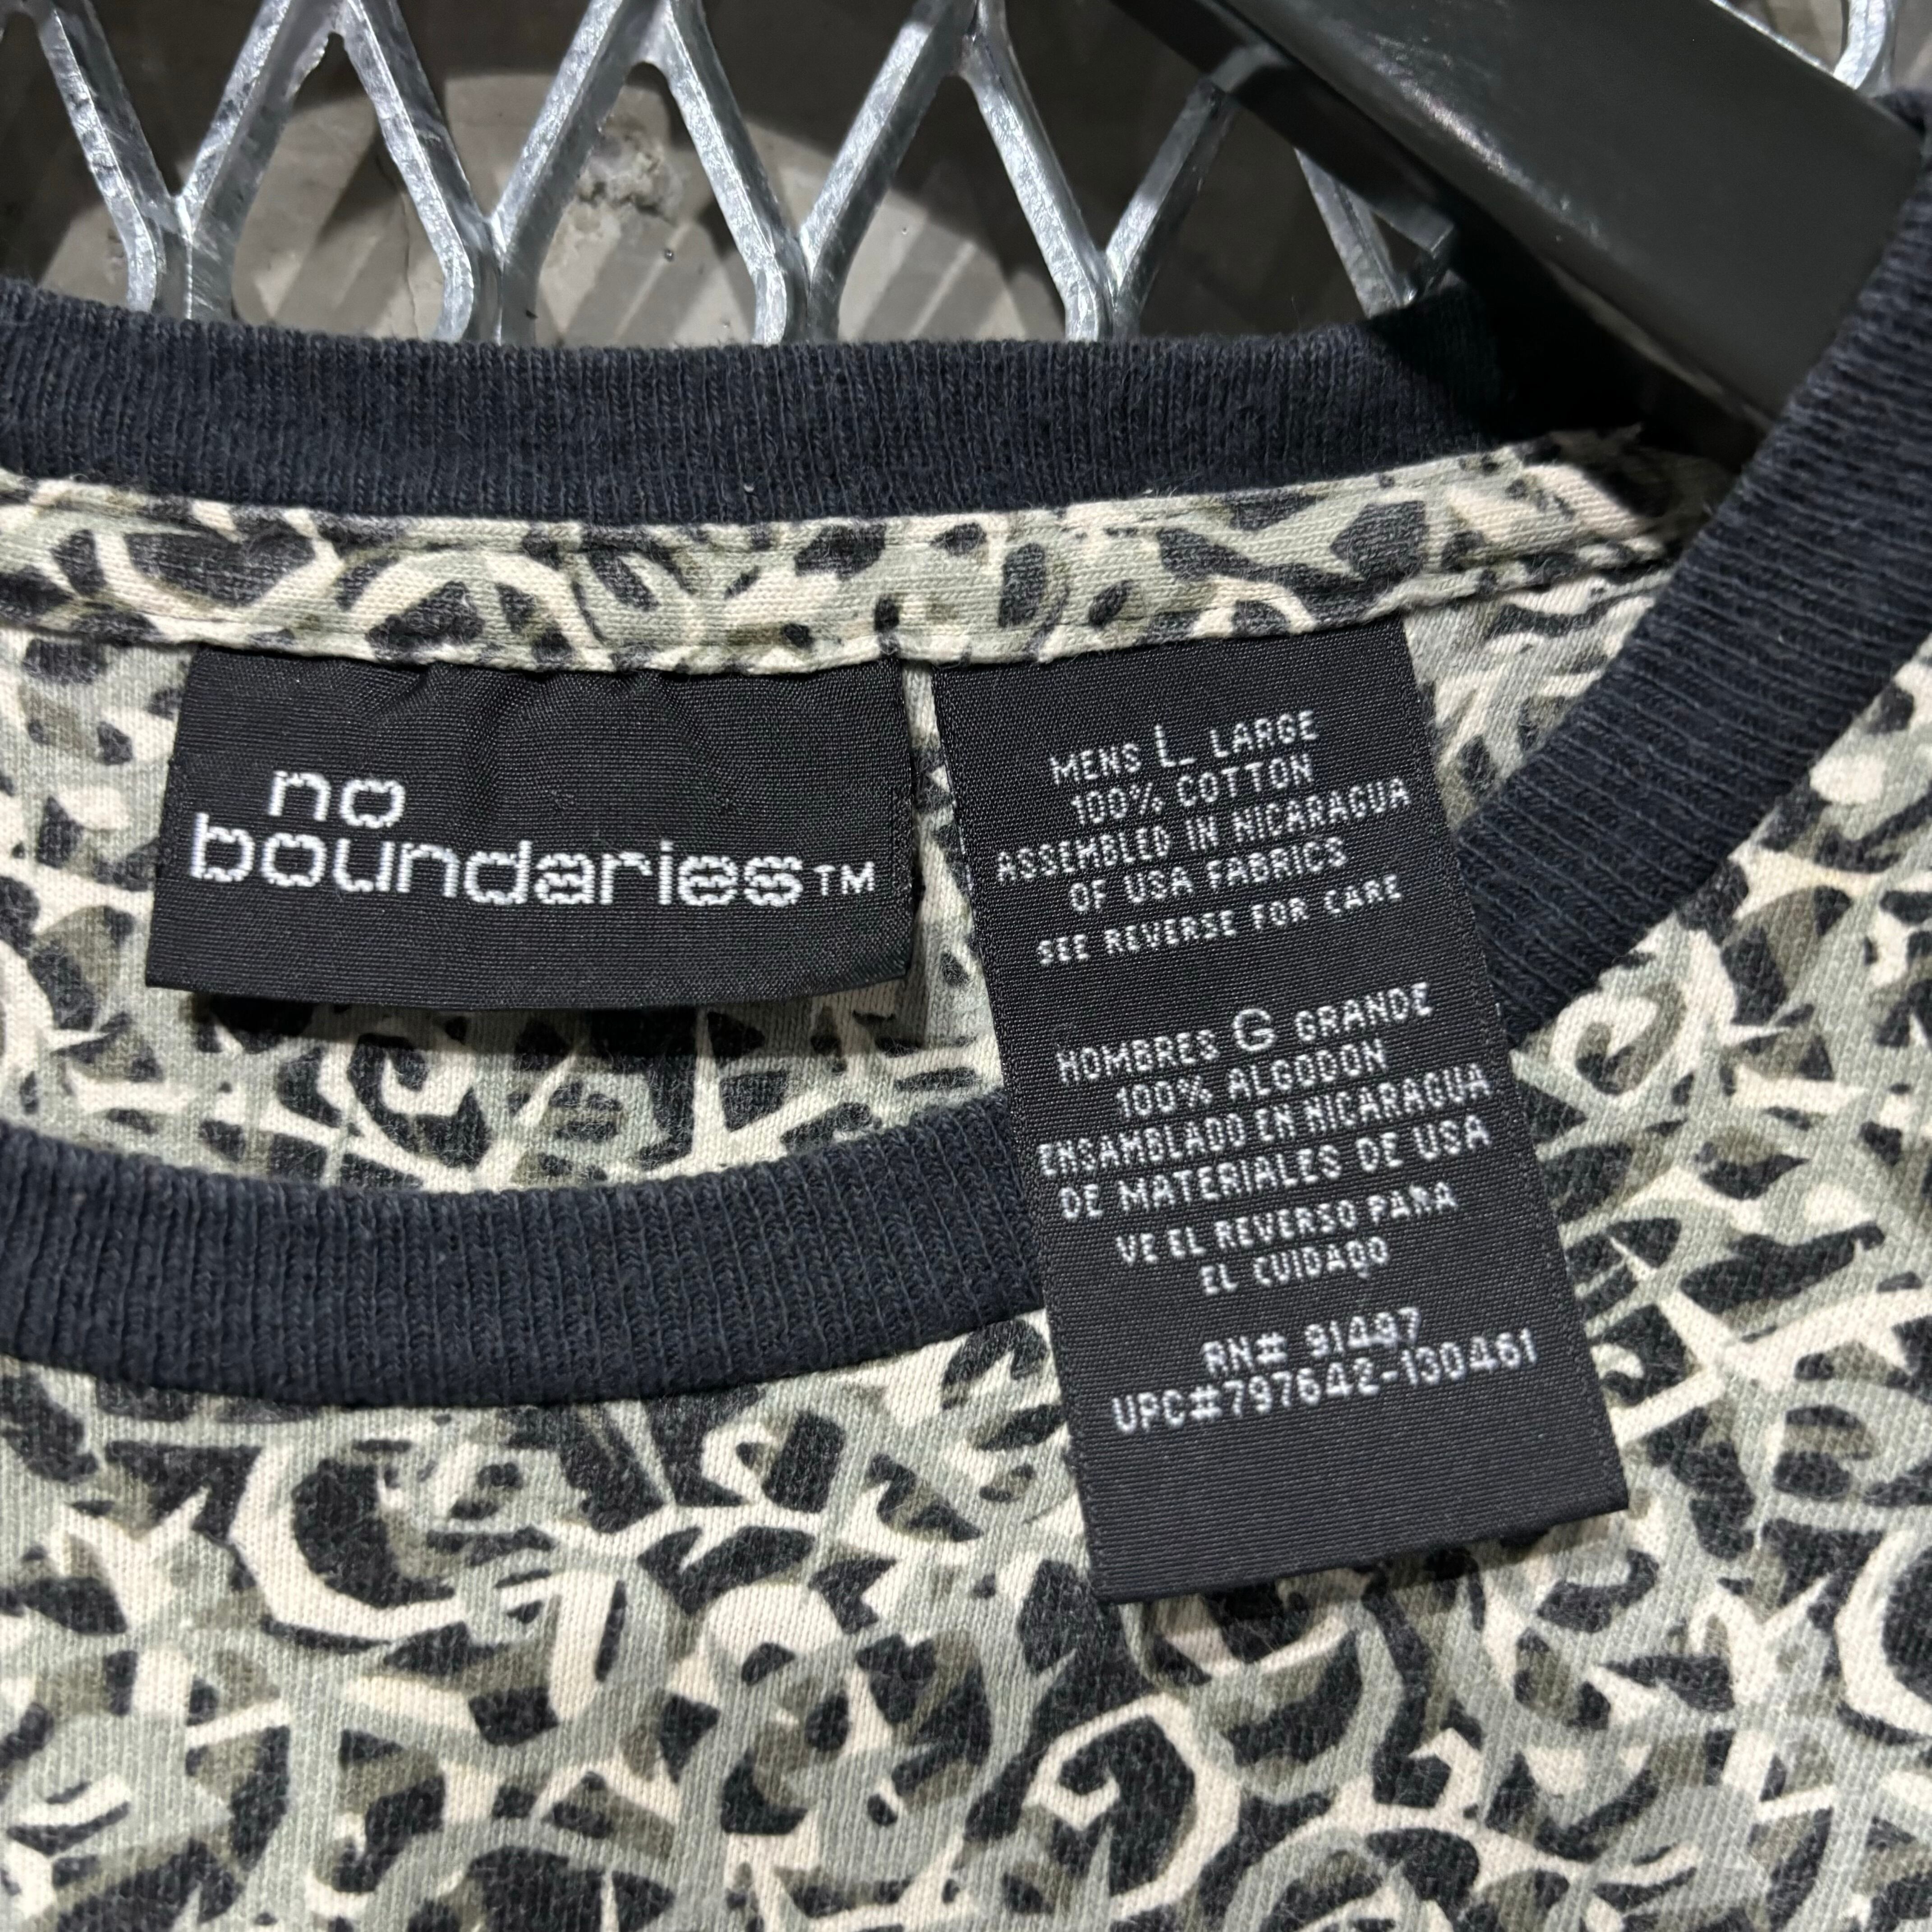 no
boundaries™
MENS L LARGE
100% COTTON
ASSEMBLED IN NICARAGUA
OF USA FABRICS
SEE REVERSE FOR CARE
HOMBRES G GRANDE
100% ALGODON
ENSAMBLADO EN NICARAGUA
DE MATERIALES DE USA
VE EL REVERSO PARA
EL CUIDADO
RN# 91497
UPC#797642-130461